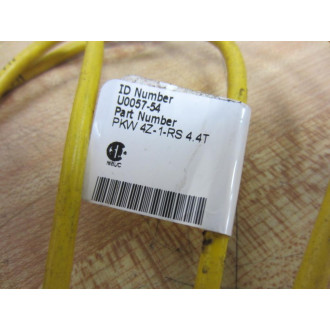 ID Number
U0057-54
Part Number
PKW 4Z-1-RS 4.4T